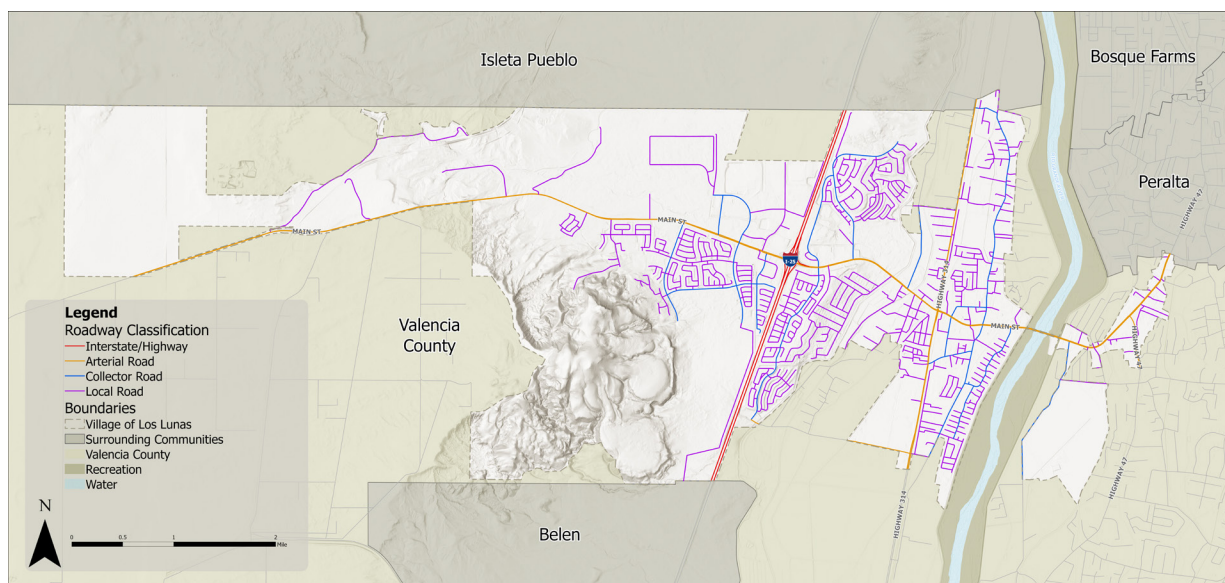 Isleta Pueblo
Bosque Farms
Peralta
HIGHWAY 47
MAIN ST
MAIN ST
I-25
HIGHWAY 314
MAIN ST
HIGHWAY 47
Valencia
County
Legend
Roadway Classification
Interstate/Highway
Arterial Road
Collector Road
Local Road
Boundaries
Village of Los Lunas
Surrounding Communities
Valencia County
Recreation
Water
N
0 0.5 1 2
Mile
Belen
HIGHWAY 314
HIGHWAY 47